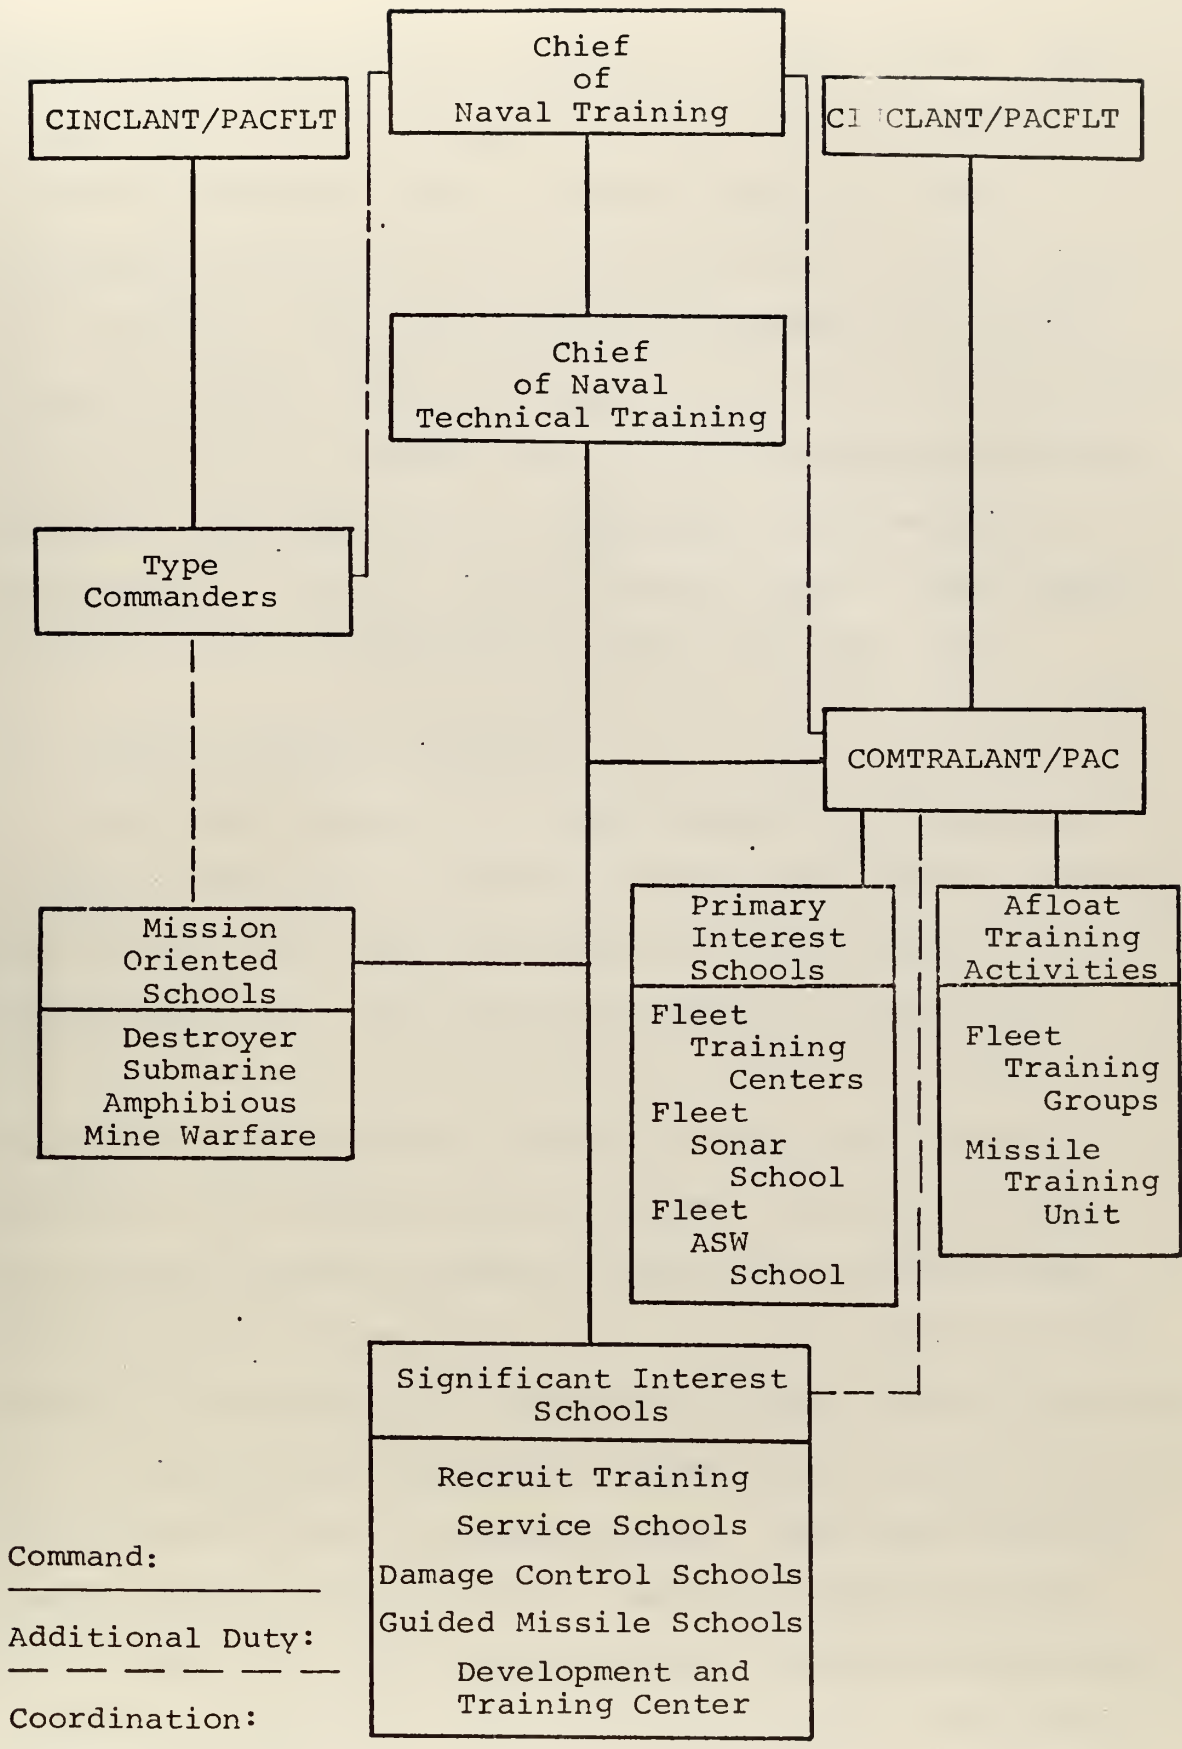 Chief
of
Naval Training
CINCLANT/PACFLT
CI CLANT/PACFLT
Chief
of Naval
Technical Training
Type
Commanders
COMTRALANT/PAC
Mission
Oriented
Schools
Destroyer
Submarine
Amphibious
Mine Warfare
Primary
Interest
Schools
Fleet
Training
Centers
Fleet
Sonar
School
Fleet
ASW
School
Afloat
Training
Activities
Fleet
Training
Groups
Missile
Training
Unit
Significant Interest
Schools
Recruit Training
Service Schools
Damage Control Schools
Guided Missile Schools
Development and
Training Center
Command:
Additional Duty:
Coordination: